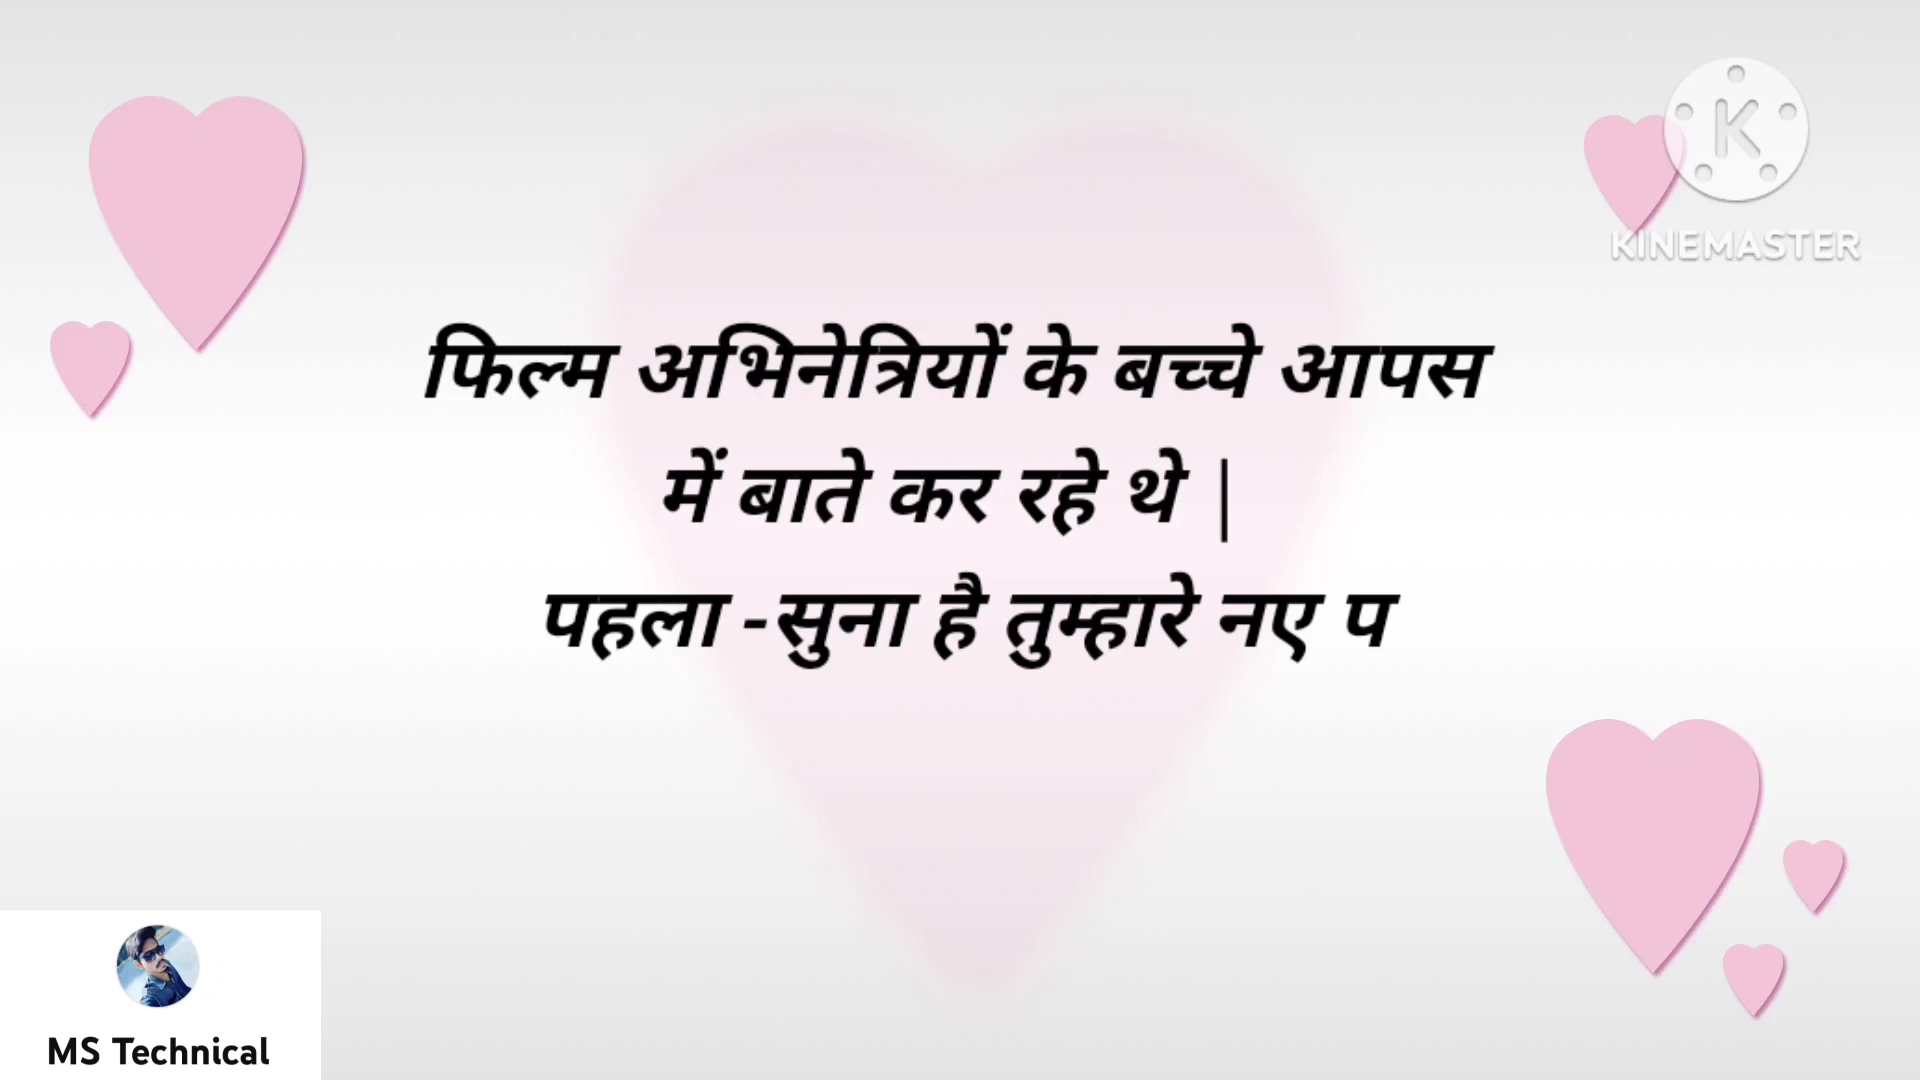 KINEMASTER
फिल्म अभिनेत्रियों के बच्चे आपस
में बाते कर रहे थे |
पहला -सुना है तुम्हारे नए प
MS Technical